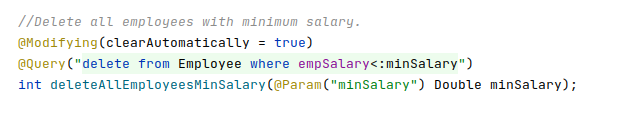 //Delete all employees with minimum salary.
@Modifying(clearAutomatically = true)
@Query("delete from Employee where empSalary<:minSalary")
int deleteAllEmployeesMinSalary(@Param("minSalary") Double minSalary);